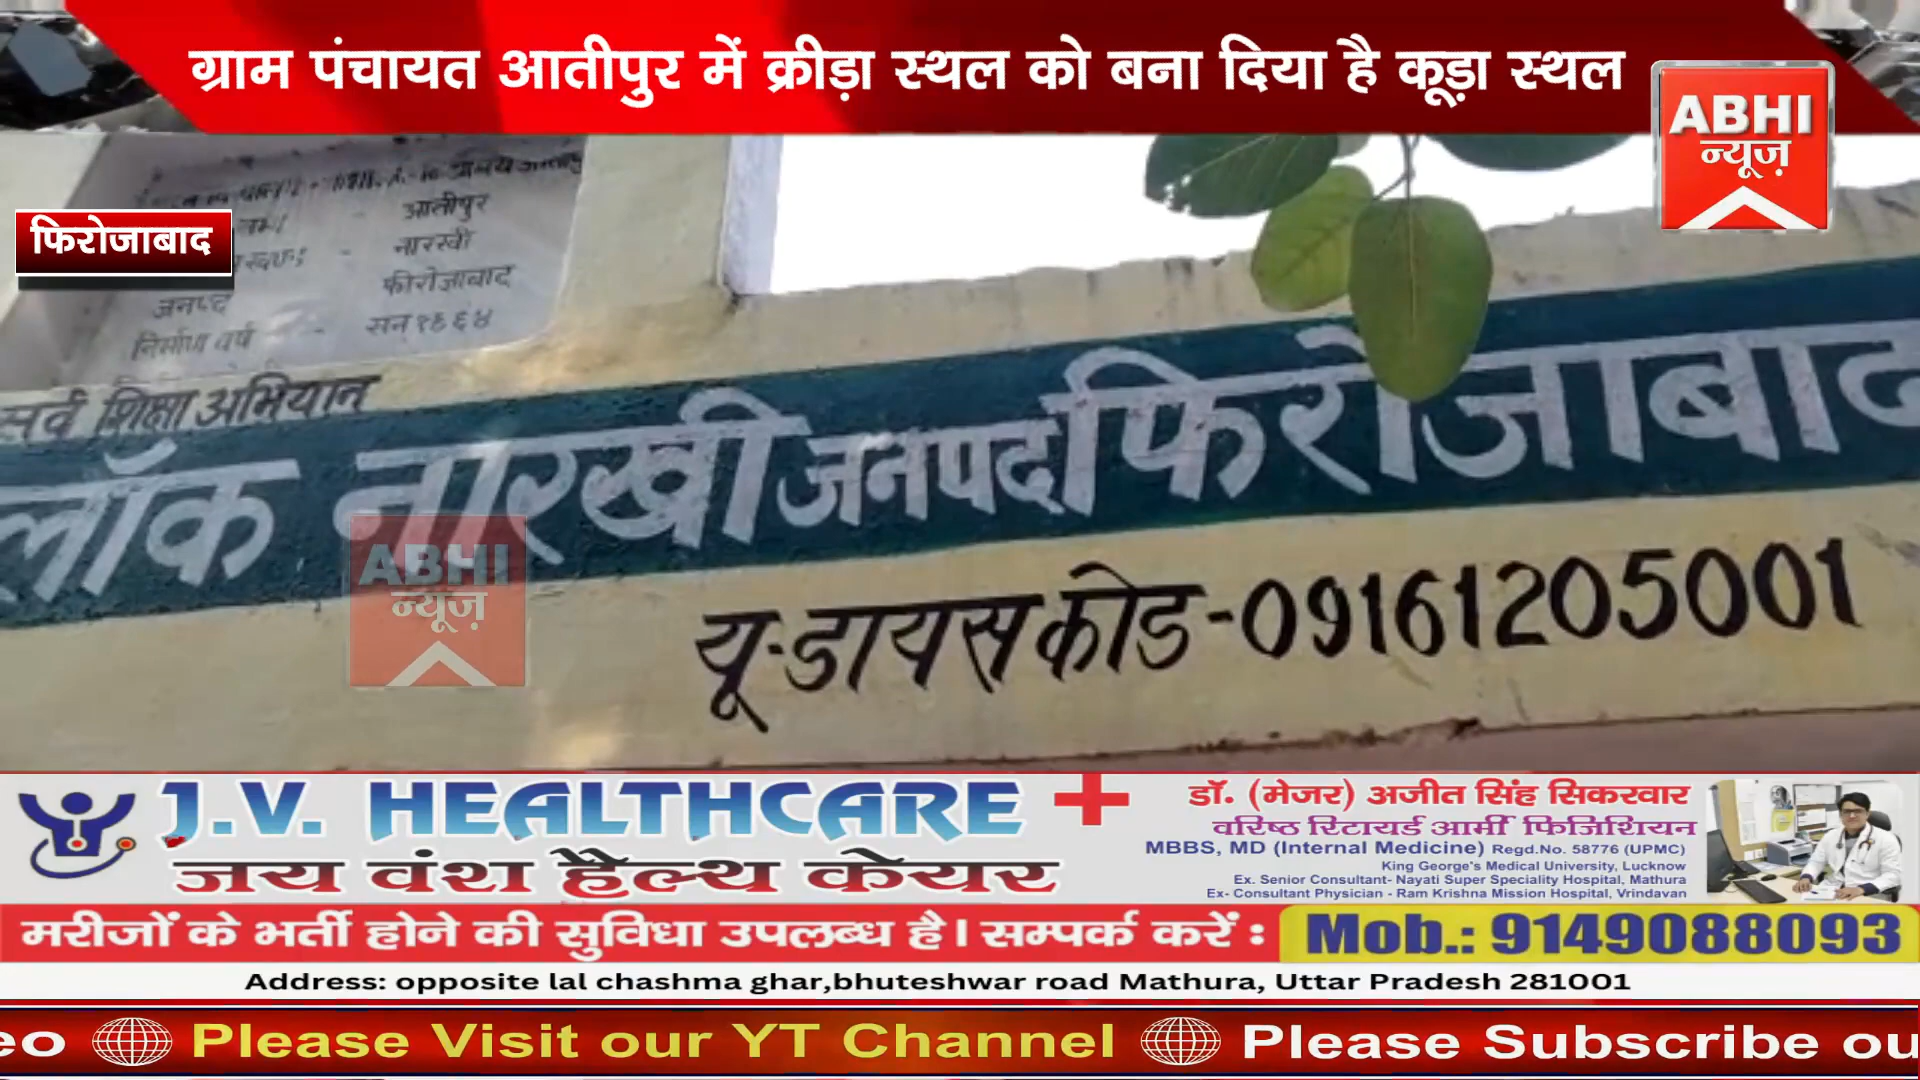 ग्राम पंचायत आतीपुर में क्रीड़ा स्थल को बना दिया है कूड़ा स्थल
ABHI
न्यूज़
फिरोजाबाद
आतीपुर
- नारखी
जनपद फीरोजाबाद
निर्माण वर्ष - सन् १९६४
सर्व शिक्षा अभियान
लॉक नारखी जनपद फिरोजाबाद
ABHI
न्यूज़
यू-डायस कोड-09161205001
J.V. HEALTHCARE
जय वंश हैल्थ केयर
डॉ. (मेजर) अजीत सिंह सिकरवार
वरिष्ठ रिटायर्ड आर्मी फिजिशियन
MBBS, MD (Internal Medicine) Regd.No. 58776 (UPMC)
King George's Medical University, Lucknow
Ex. Senior Consultant- Nayati Super Speciality Hospital, Mathura
Ex- Consultant Physician - Ram Krishna Mission Hospital, Vrindavan
मरीजों के भर्ती होने की सुविधा उपलब्ध है। सम्पर्क करें : Mob.: 9149088093
Address: opposite lal chashma ghar,bhuteshwar road Mathura, Uttar Pradesh 281001
eo Please Visit our YT Channel Please Subscribe ou